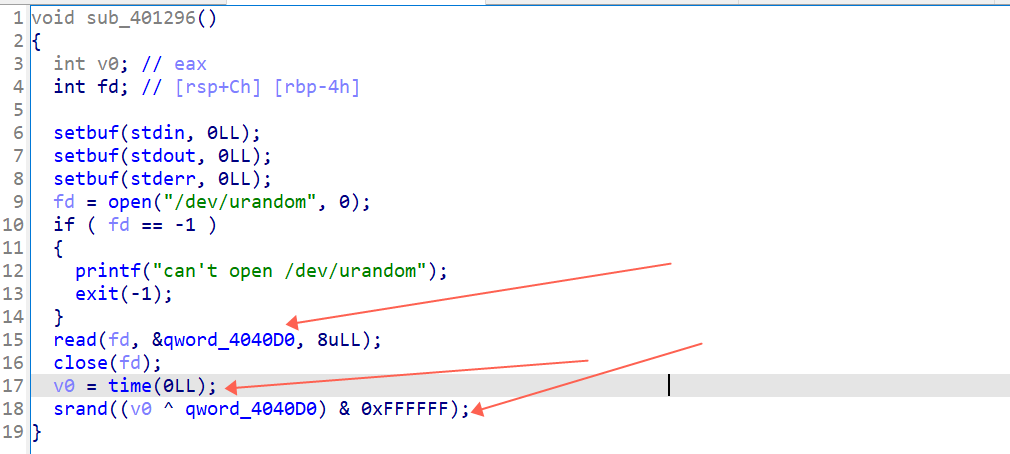 1 void sub_401296()
2 {
3   int v0; // eax
4   int fd; // [rsp+Ch] [rbp-4h]
5
6   setbuf(stdin, 0LL);
7   setbuf(stdout, 0LL);
8   setbuf(stderr, 0LL);
9   fd = open("/dev/urandom", 0);
10   if ( fd == -1 )
11   {
12     printf("can't open /dev/urandom");
13     exit(-1);
14   }
15   read(fd, &qword_4040D0, 8uLL);
16   close(fd);
17   v0 = time(0LL);
18   srand((v0 ^ qword_4040D0) & 0xFFFFFF);
19 }